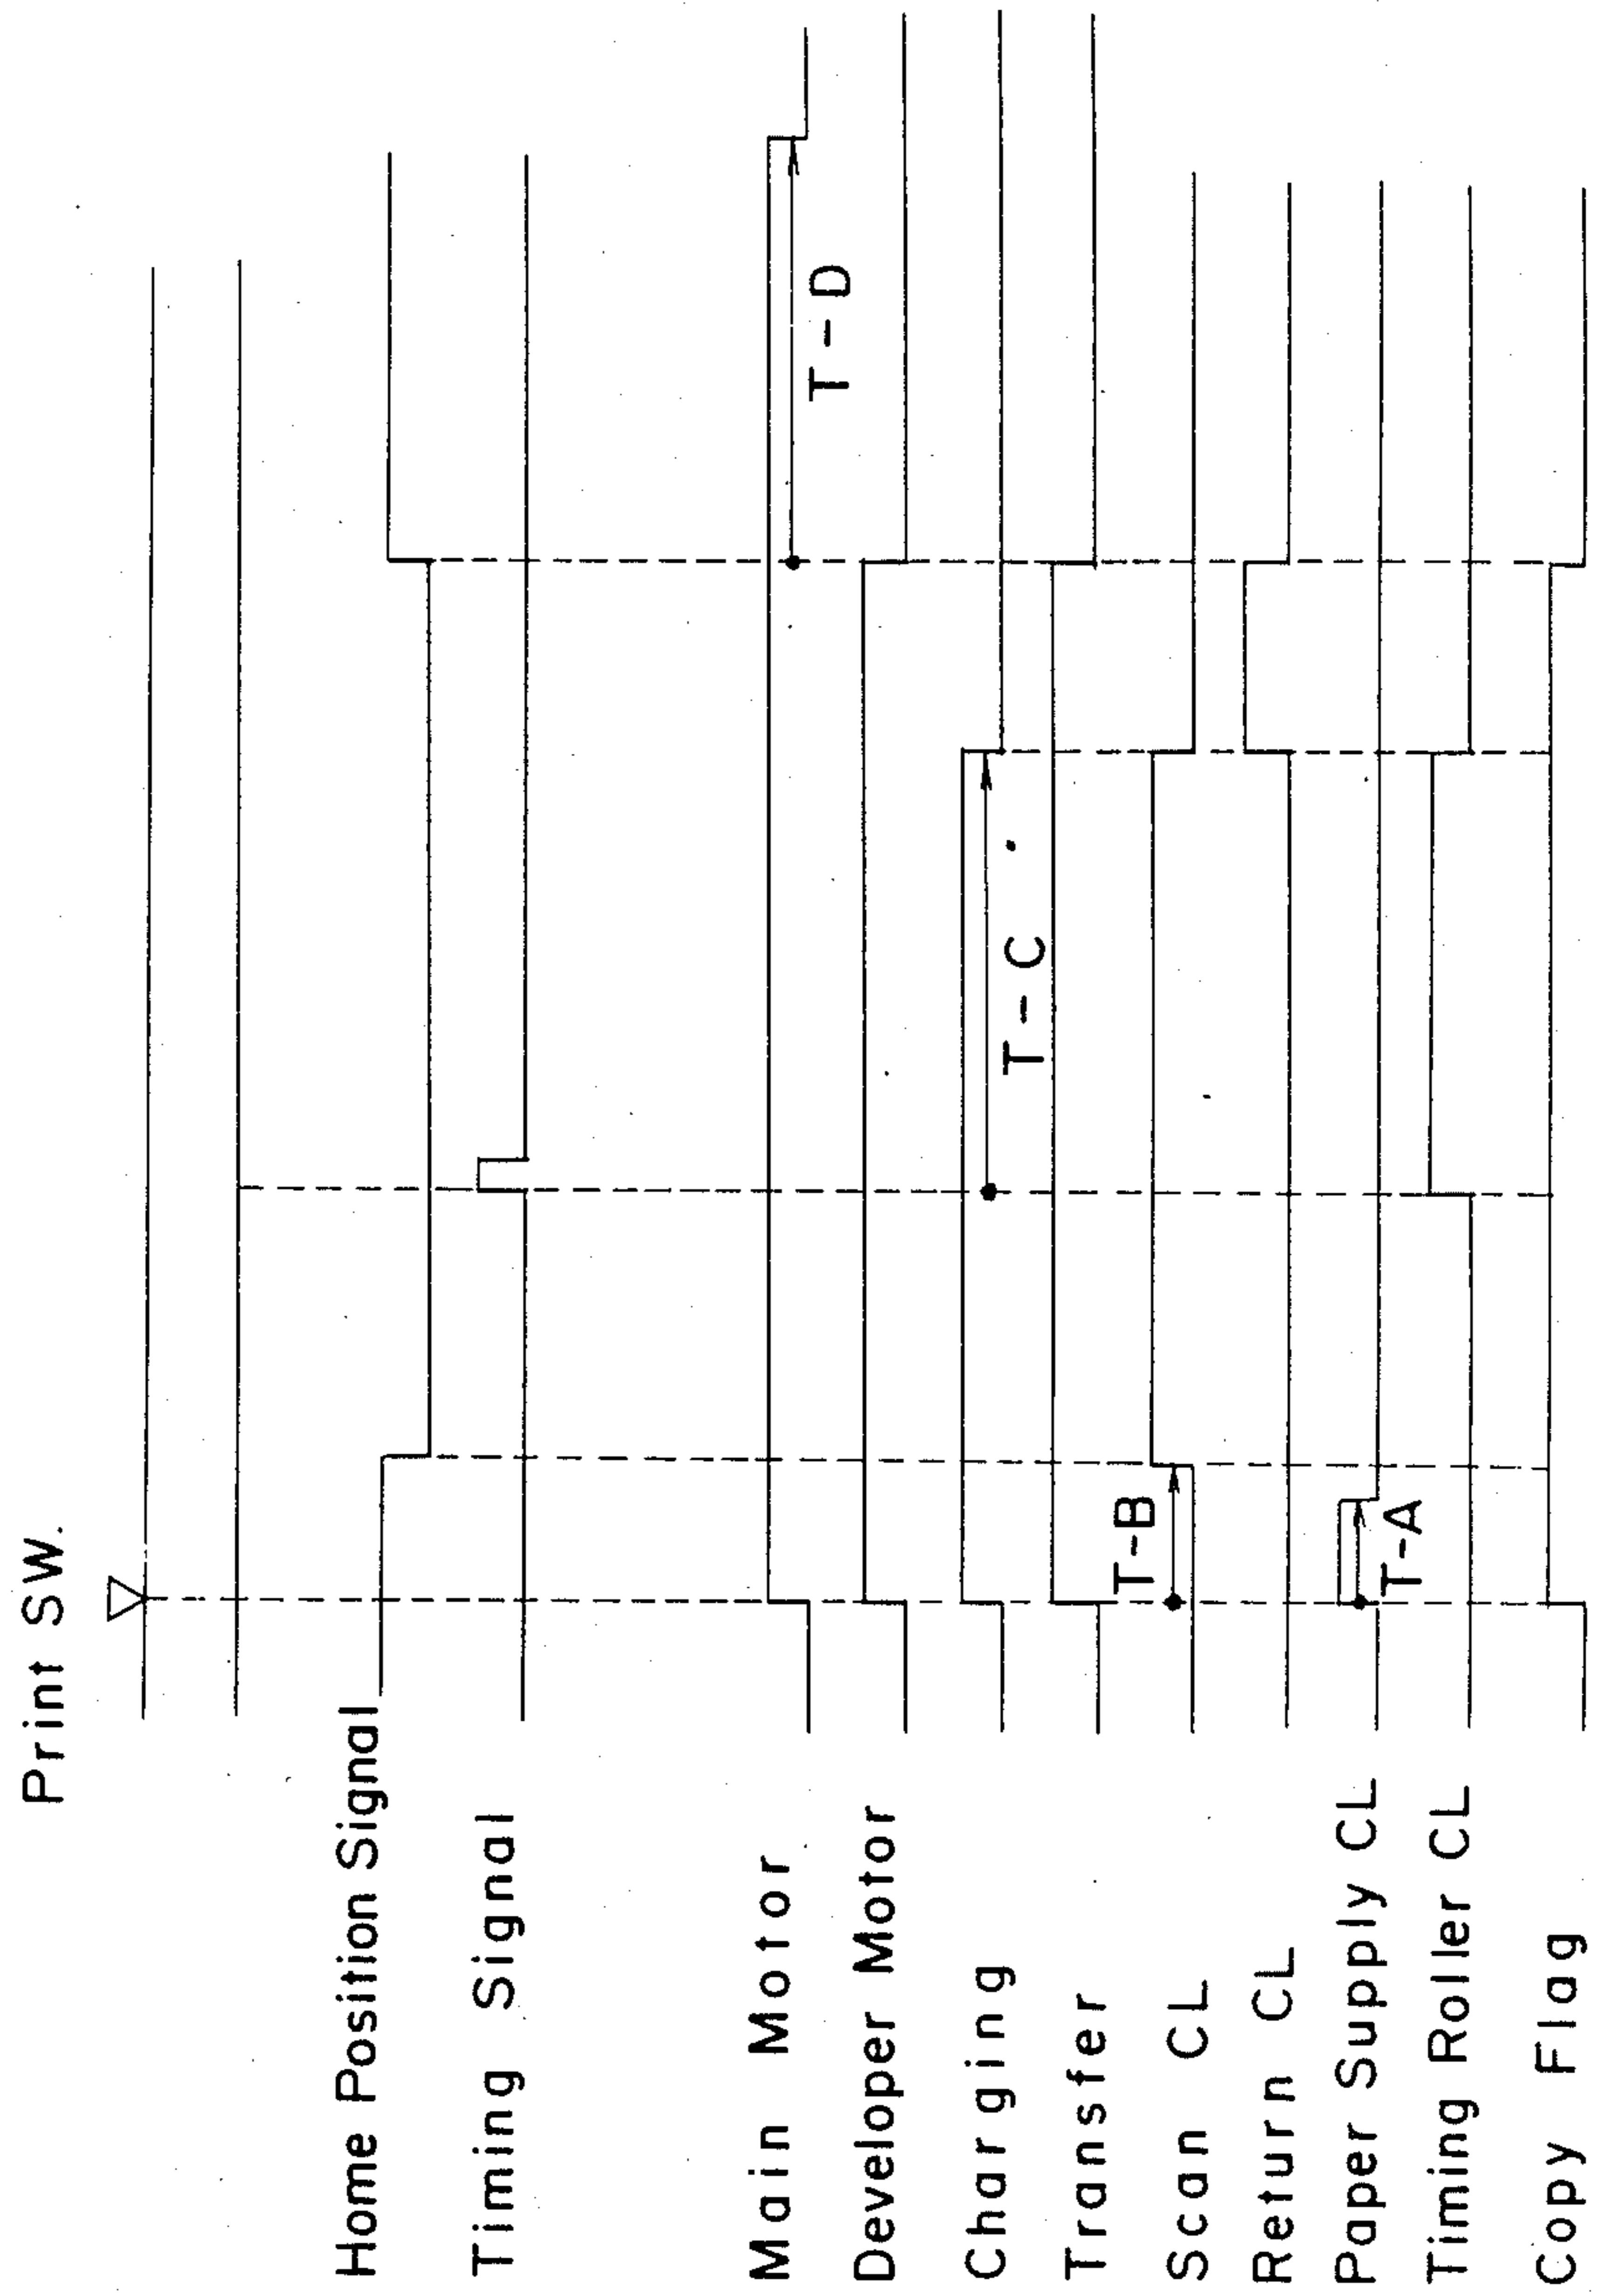 Print SW.
Home Position Signal
Timing Signal
Main Motor
T-D
Developer Motor
Charging
T-C
Transfer
Scan CL
T-B
Return CL
Paper Supply CL
T-A
Timing Roller CL
Copy Flag